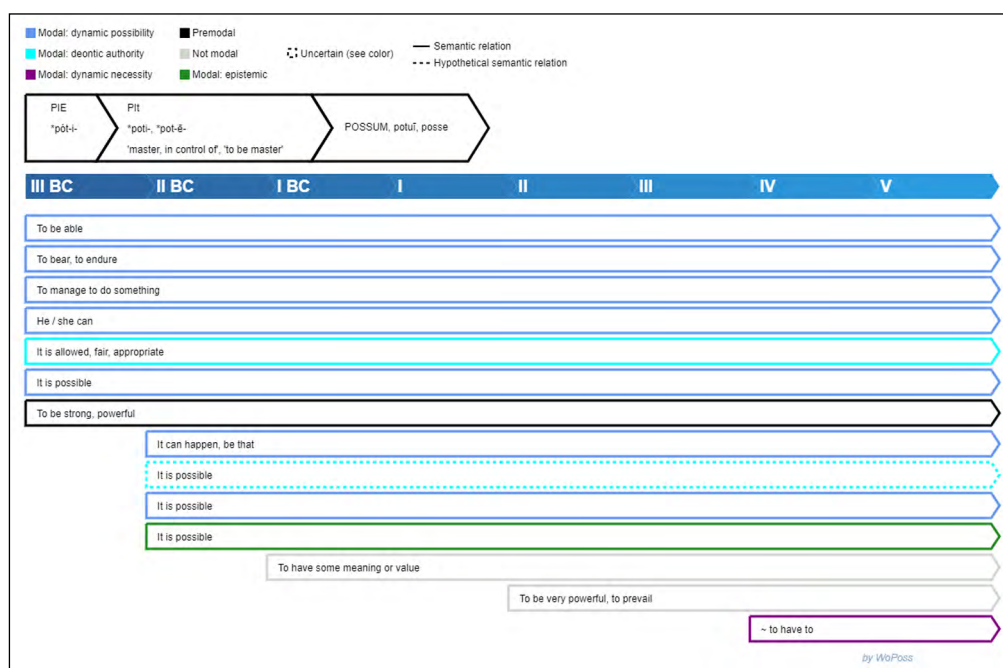 Modal: dynamic possibility
Premodal
Modal: deontic authority
Not modal
Uncertain (see color)
Semantic relation
Hypothetical semantic relation
Modal: dynamic necessity
Modal: epistemic
PIE
*pót-i-
PIt
*poti-, *pot-ē-
'master, in control of', 'to be master'
POSSUM, potuī, posse
III BC II BC I BC I II III IV V
To be able
To bear, to endure
To manage to do something
He / she can
It is allowed, fair, appropriate
It is possible
To be strong, powerful
It can happen, be that
It is possible
It is possible
It is possible
To have some meaning or value
To be very powerful, to prevail
~ to have to
by WoPoss